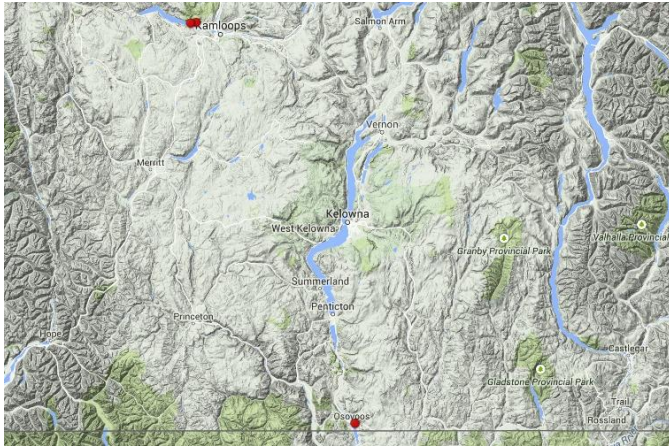 Kamloops
Salmon Arm
Vernon
Merritt
Kelowna
West Kelowna
Granby Provincial Park
Valhalla Provincial
Summerland
Penticton
Princeton
Hope
Castlegar
Gladstone Provincial Park
Trail
Rossland
Osoyoos